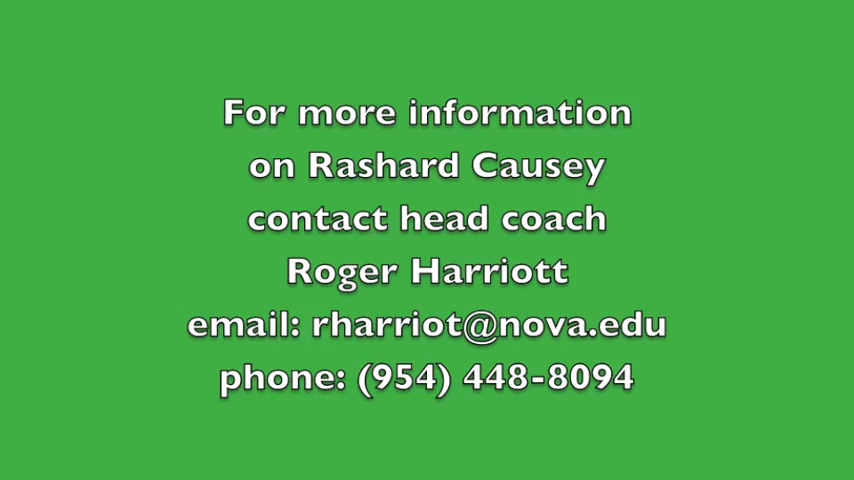 For more information
on Rashard Causey
contact head coach
Roger Harriott
email: rharriot@nova.edu
phone: (954) 448-8094